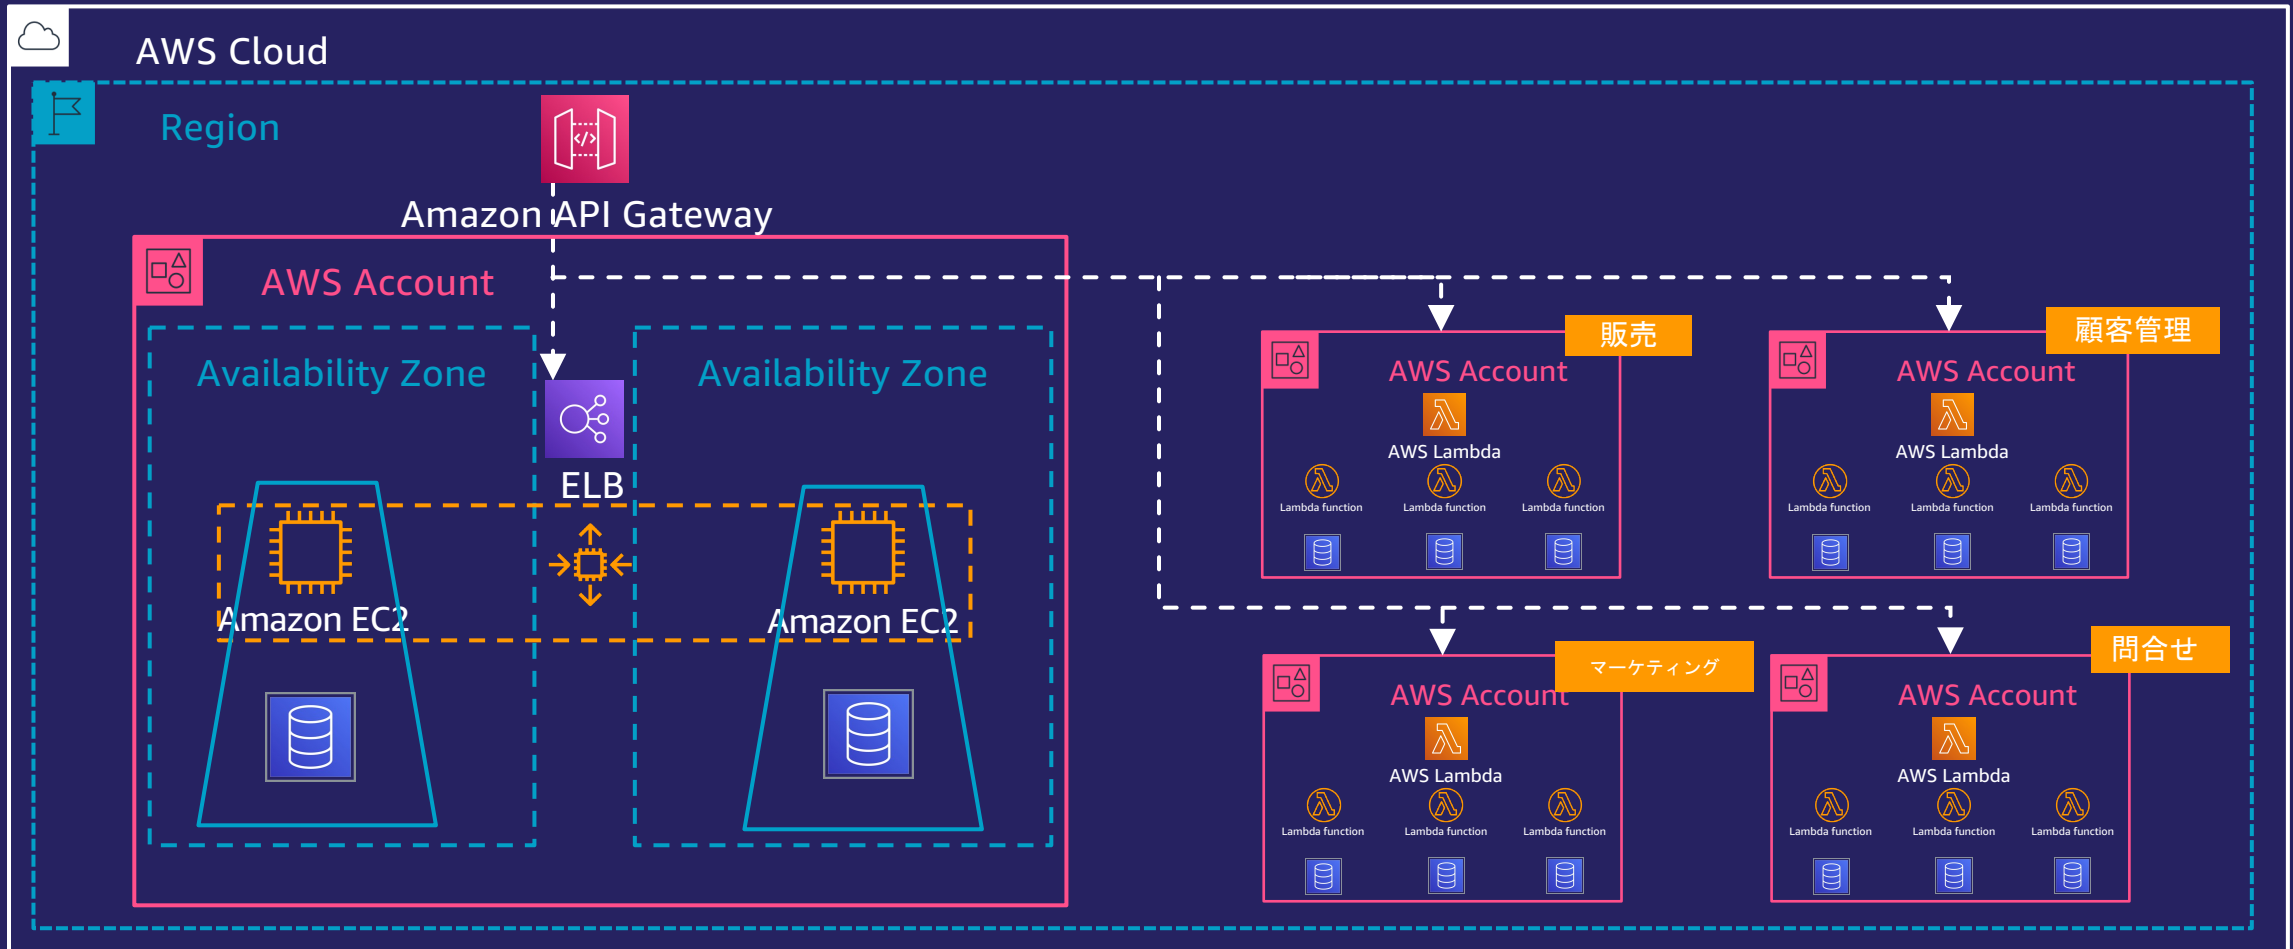 AWS Cloud
Region
Amazon API Gateway
AWS Account
Availability Zone
Availability Zone
ELB
Amazon EC2
Amazon EC2
販売
AWS Account
AWS Lambda
Lambda function
Lambda function
Lambda function
顧客管理
AWS Account
AWS Lambda
Lambda function
Lambda function
Lambda function
マーケティング
AWS Account
AWS Lambda
Lambda function
Lambda function
Lambda function
問合せ
AWS Account
AWS Lambda
Lambda function
Lambda function
Lambda function